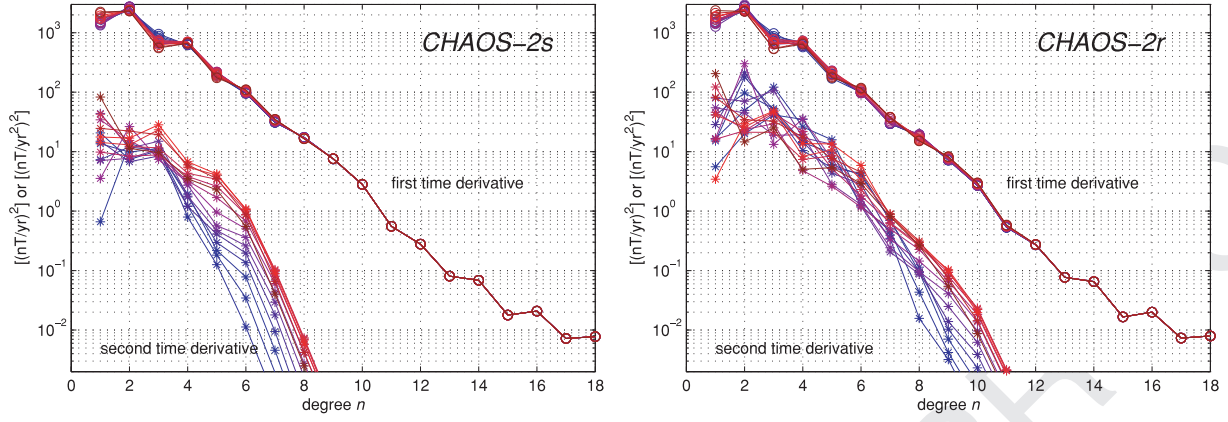 CHAOS−2s
first time derivative
second time derivative
[(nT/yr)²] or [(nT/yr²)²]
10³
10²
10¹
10⁰
10⁻¹
10⁻²
0 2 4 6 8 10 12 14 16 18
degree n
CHAOS−2r
first time derivative
second time derivative
[(nT/yr)²] or [(nT/yr²)²]
10³
10²
10¹
10⁰
10⁻¹
10⁻²
0 2 4 6 8 10 12 14 16 18
degree n